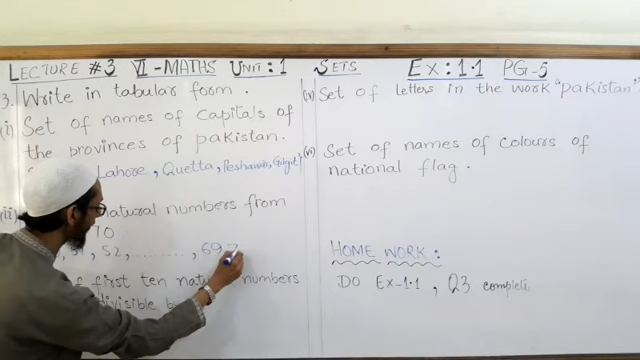 LECTURE #3 VI-MATHS UNIT:1 SETS EX:1.1 PG-5
3. Write in tabular form.
(i) Set of names of capitals of
the provinces of pakistan.
Lahore, Quetta, Peshawar, Gilgit}
(ii) Natural numbers from
10
51, 52, ........, 69,
of first ten natural numbers
divisible
(v) Set of letters in the work "pakistan".
(vi) Set of names of colours of
national flag.
HOME WORK:
DO Ex-1.1, Q3 complete